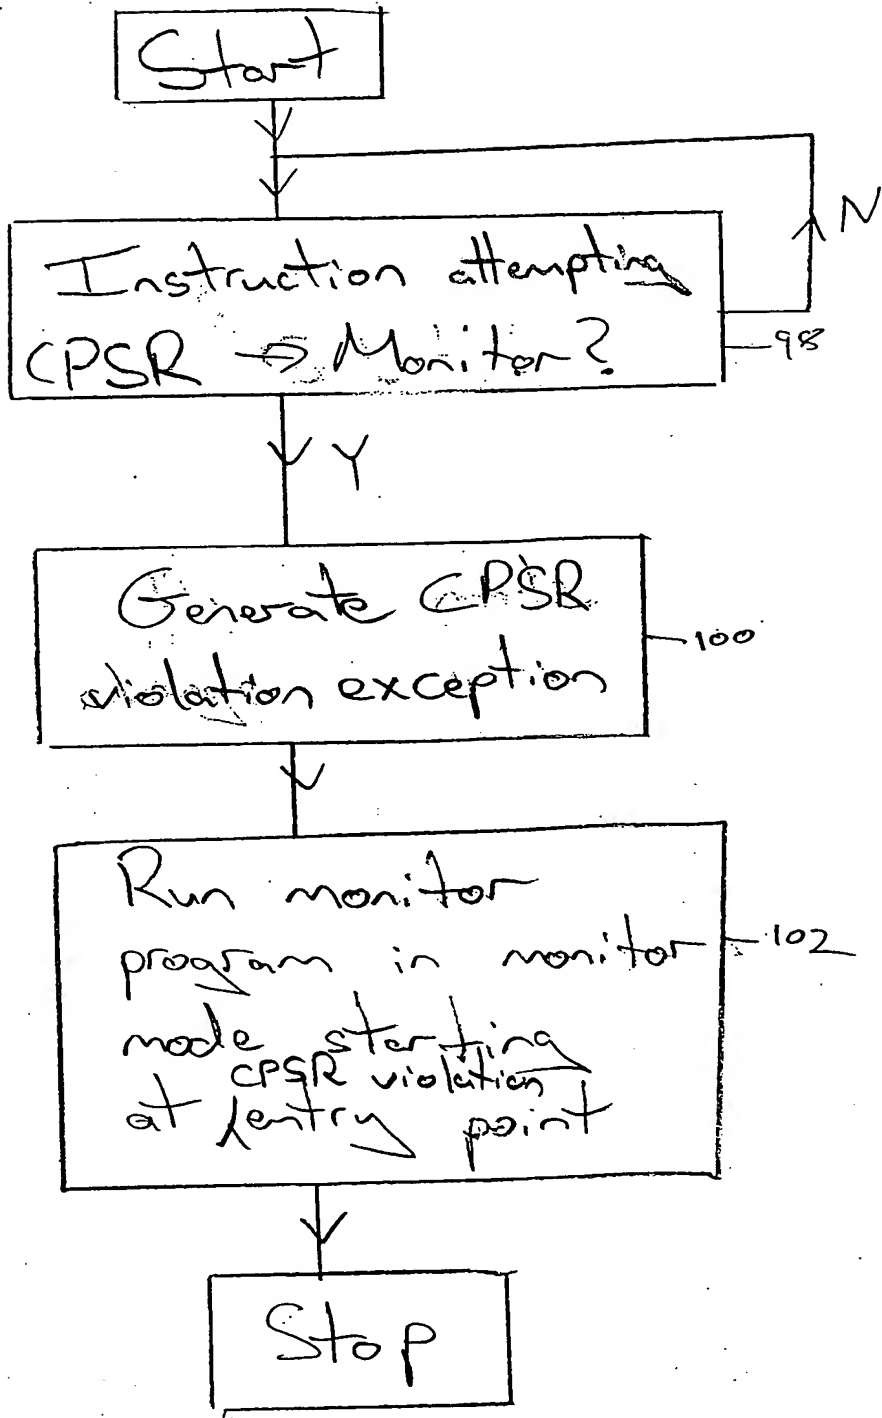 Start
N
Instruction attempting
CPSR → Monitor?
98
Y
Generate CPSR
violation exception
100
Run monitor
program in monitor
102
mode starting
CPSR violation
at entry point
Stop